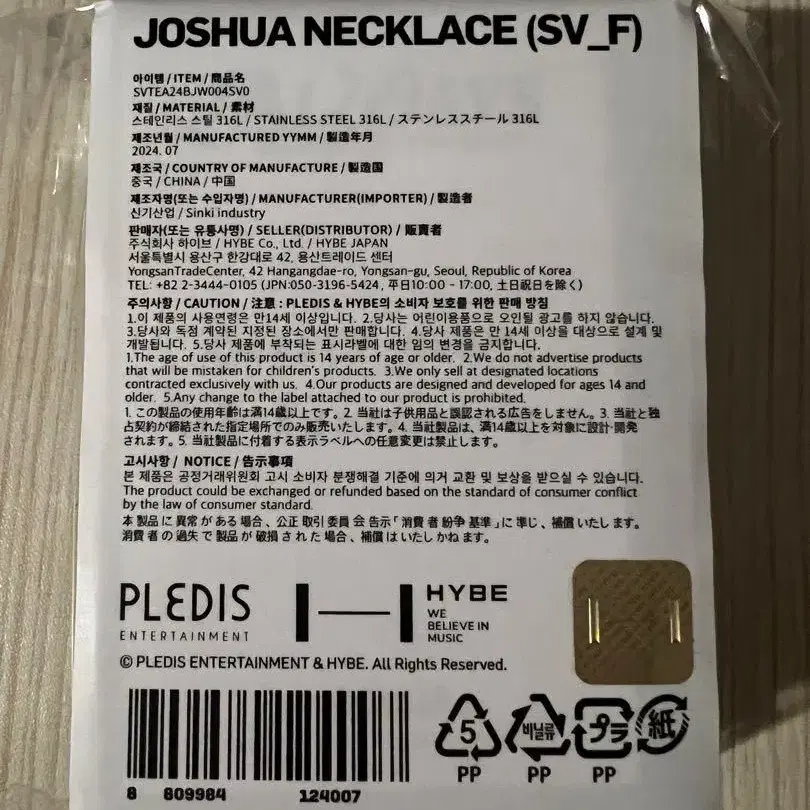 JOSHUA NECKLACE (SV_F)
아이템 / ITEM / 商品名
SVTEA24BJW004SV0
재질 / MATERIAL / 素材
스테인리스 스틸 316L / STAINLESS STEEL 316L / ステンレススチール 316L
제조년월 / MANUFACTURED YYMM / 製造年月
2024. 07
제조국 / COUNTRY OF MANUFACTURE / 製造国
중국 / CHINA / 中国
제조자명(또는 수입자명) / MANUFACTURER(IMPORTER) / 製造者
신기산업 / Sinki industry
판매자(또는 유통사명) / SELLER(DISTRIBUTOR) / 販賣者
주식회사 하이브 / HYBE Co., Ltd. / HYBE JAPAN
서울특별시 용산구 한강대로 42, 용산트레이드 센터
YongsanTradeCenter, 42 Hangangdae-ro, Yongsan-gu, Seoul, Republic of Korea
TEL: +82 2-3444-0105 (JPN:050-3196-5424, 平日10:00 - 17:00, 土日祝日を除く)
주의사항 / CAUTION / 注意 : PLEDIS & HYBE의 소비자 보호를 위한 판매 방침
1.이 제품의 사용연령은 만14세 이상입니다. 2.당사는 어린이용품으로 오인될 광고를 하지 않습니다.
3.당사와 독점 계약된 지정된 장소에서만 판매합니다. 4.당사 제품은 만 14세 이상을 대상으로 설계 및
개발됩니다. 5.당사 제품에 부착되는 표시라벨에 대한 임의 변경을 금지합니다.
1.The age of use of this product is 14 years of age or older. 2.We do not advertise products
that will be mistaken for children's products. 3.We only sell at designated locations
contracted exclusively with us. 4.Our products are designed and developed for ages 14 and
older. 5.Any change to the label attached to our product is prohibited.
1. この製品の使用年齢は満14歳以上です。2. 当社は子供用品と誤認される広告をしません。3. 当社と独
占契約が締結された指定場所でのみ販売いたします。4. 当社製品は、満14歳以上を対象に設計·開発
されます。5. 当社製品に付着する表示ラベルへの任意変更は禁止します。
고시사항 / NOTICE / 告示事項
본 제품은 공정거래위원회 고시 소비자 분쟁해결 기준에 의거 교환 및 보상을 받으실 수 있습니다.
The product could be exchanged or refunded based on the standard of consumer conflict
by the law of consumer standard.
本 製品 に 異常 が ある 場合 、公正 取引 委員 会 告示「 消費 者 紛争 基準 」に 準じ 、補償 いたし ます。
消費 者 の 過失 で 製品 が 破損 さ れ た 場合 、補償 は いたし かね ます。
PLEDIS
ENTERTAINMENT
HYBE
WE
BELIEVE IN
MUSIC
© PLEDIS ENTERTAINMENT & HYBE. All Rights Reserved.
5 비닐류 プラ 紙
PP PP PP
8 809984 124007